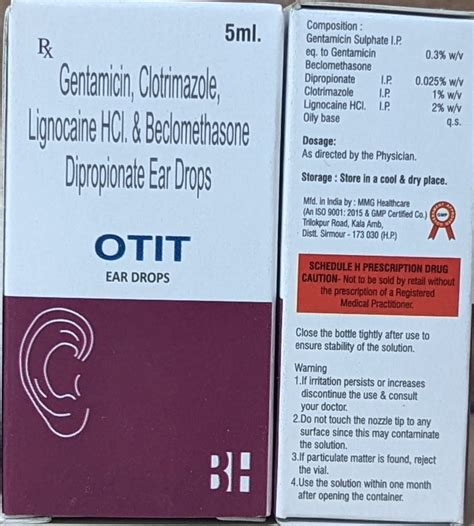 5ml.
Rx
Gentamicin, Clotrimazole,
Lignocaine HCl. & Beclomethasone
Dipropionate Ear Drops
OTIT
EAR DROPS
BH
Composition :
Gentamicin Sulphate I.P.
eq. to Gentamicin 0.3% w/v
Beclomethasone
Dipropionate I.P. 0.025% w/v
Clotrimazole I.P. 1% w/v
Lignocaine HCl. I.P. 2% w/v
Oily base q.s.
Dosage:
As directed by the Physician.
Storage : Store in a cool & dry place.
Mfd. in India by : MMG Healthcare
(An ISO 9001: 2015 & GMP Certified Co.)
Trilokpur Road, Kala Amb,
Distt. Sirmour - 173 030 (H.P.)
GMP
SCHEDULE H PRESCRIPTION DRUG
CAUTION- Not to be sold by retail without
the prescription of a Registered
Medical Practitioner.
Close the bottle tightly after use to
ensure stability of the solution.
Warning
1.If irritation persists or increases
discontinue the use & consult
your doctor.
2.Do not touch the nozzle tip to any
surface since this may contaminate
the solution.
3.If particulate matter is found, reject
the vial.
4.Use the solution within one month
after opening the container.